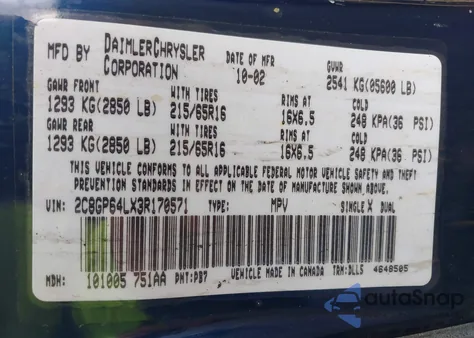 MFD BY DAIMLERCHRYSLER CORPORATION DATE OF MFR 10-02 GVWR 2541 KG(05600 LB)
GAWR FRONT WITH TIRES RIMS AT COLD
1293 KG(2850 LB) 215/65R16 16X6.5 248 KPA(36 PSI)
GAWR REAR WITH TIRES RIMS AT COLD
1293 KG(2850 LB) 215/65R16 16X6.5 248 KPA(36 PSI)
THIS VEHICLE CONFORMS TO ALL APPLICABLE FEDERAL MOTOR VEHICLE SAFETY AND THEFT
PREVENTION STANDARDS IN EFFECT ON THE DATE OF MANUFACTURE SHOWN ABOVE.
VIN: 2C8GP64LX3R170571 TYPE: MPV SINGLE X DUAL
VEHICLE MADE IN CANADA 4648505
MDH: 101005 751AA PNT:PB7 TRM:DLLS
autoSnap